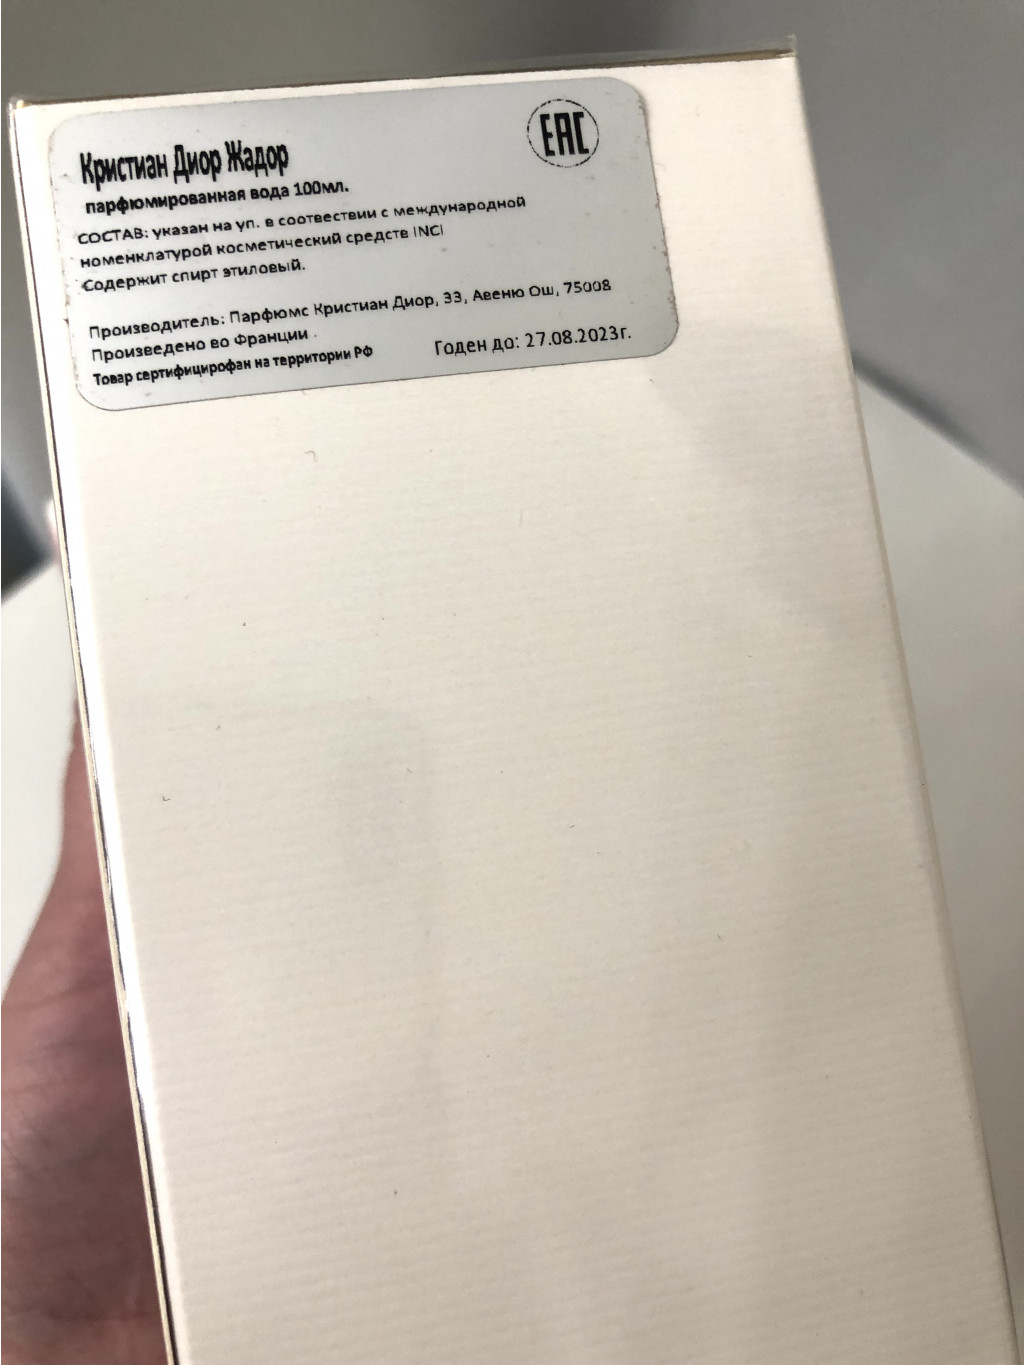 Кристиан Диор Жадор
ЕАС
парфюмированная вода 100мл.
СОСТАВ: указан на уп. в соотвествии с международной
номенклатурой косметический средств INCI
Содержит спирт этиловый.
Производитель: Парфюмс Кристиан Диор, 33, Авеню Ош, 75008
Произведено во Франции .
Товар сертифицирофан на территории РФ
Годен до: 27.08.2023г.